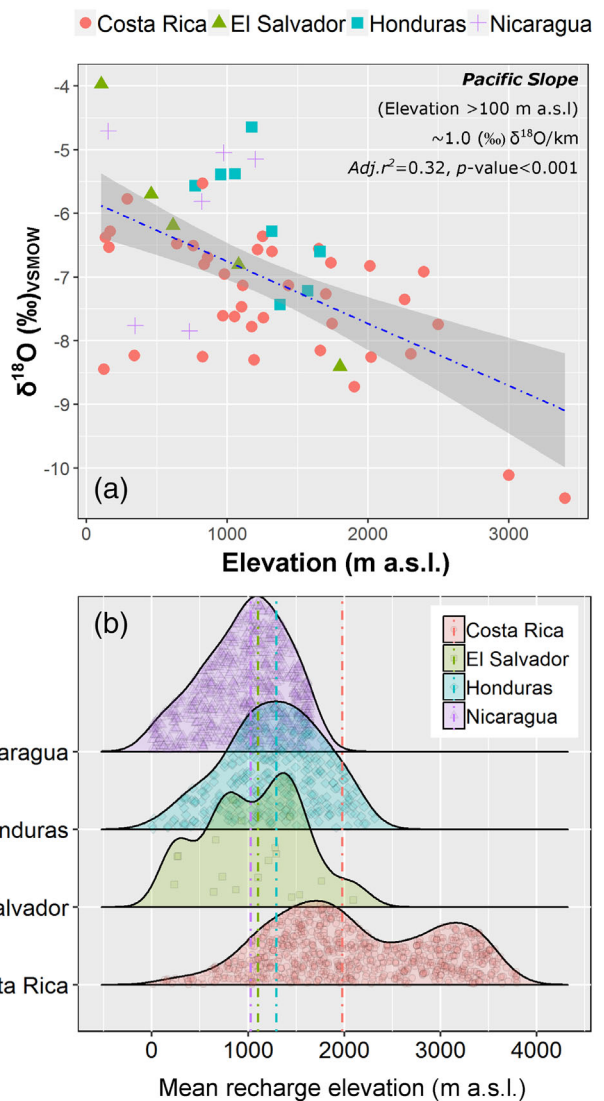 Costa Rica El Salvador Honduras Nicaragua
Pacific Slope
(Elevation >100 m a.s.l)
~1.0 (‰) δ¹⁸O/km
Adj.r²=0.32, p-value<0.001
-4
-5
-6
-7
-8
-9
-10
δ¹⁸O (‰)VSMOW
(a)
0 1000 2000 3000
Elevation (m a.s.l.)
(b)
Costa Rica
El Salvador
Honduras
Nicaragua
araguа
nduras
alvador
ta Rica
0 1000 2000 3000 4000
Mean recharge elevation (m a.s.l.)